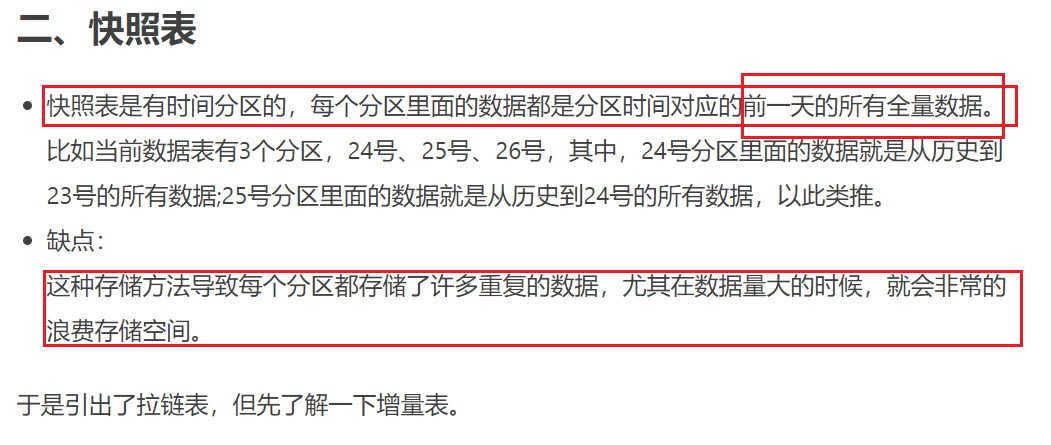 二、快照表
快照表是有时间分区的，每个分区里面的数据都是分区时间对应的前一天的所有全量数据。
比如当前数据表有3个分区，24号、25号、26号，其中，24号分区里面的数据就是从历史到
23号的所有数据;25号分区里面的数据就是从历史到24号的所有数据，以此类推。
缺点：
这种存储方法导致每个分区都存储了许多重复的数据，尤其在数据量大的时候，就会非常的
浪费存储空间。
于是引出了拉链表，但先了解一下增量表。